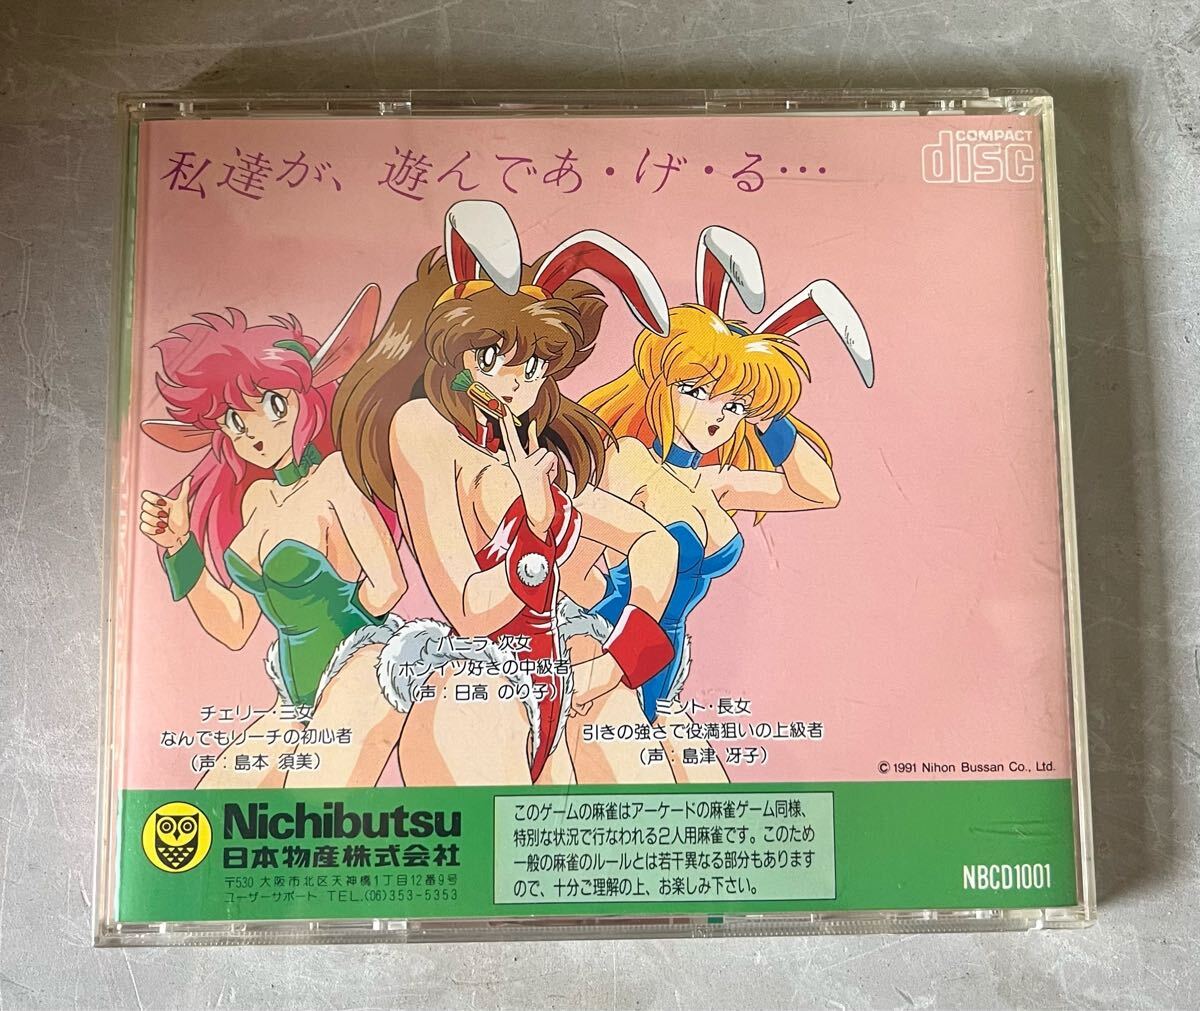 私達が、遊んであ・げ・る…
COMPACT
disc
バニラ・次女
ホンイツ好きの中級者
(声：日高 のり子)
チェリー・三女
なんでもリーチの初心者
(声：島本 須美)
ミント・長女
引きの強さで役満狙いの上級者
(声：島津 冴子)
© 1991 Nihon Bussan Co., Ltd.
Nichibutsu
日本物産株式会社
〒530 大阪市北区天神橋1丁目12番9号
ユーザーサポート TEL.(06)353-5353
このゲームの麻雀はアーケードの麻雀ゲーム同様、
特別な状況で行なわれる2人用麻雀です。このため
一般の麻雀のルールとは若干異なる部分もあります
ので、十分ご理解の上、お楽しみ下さい。
NBCD1001